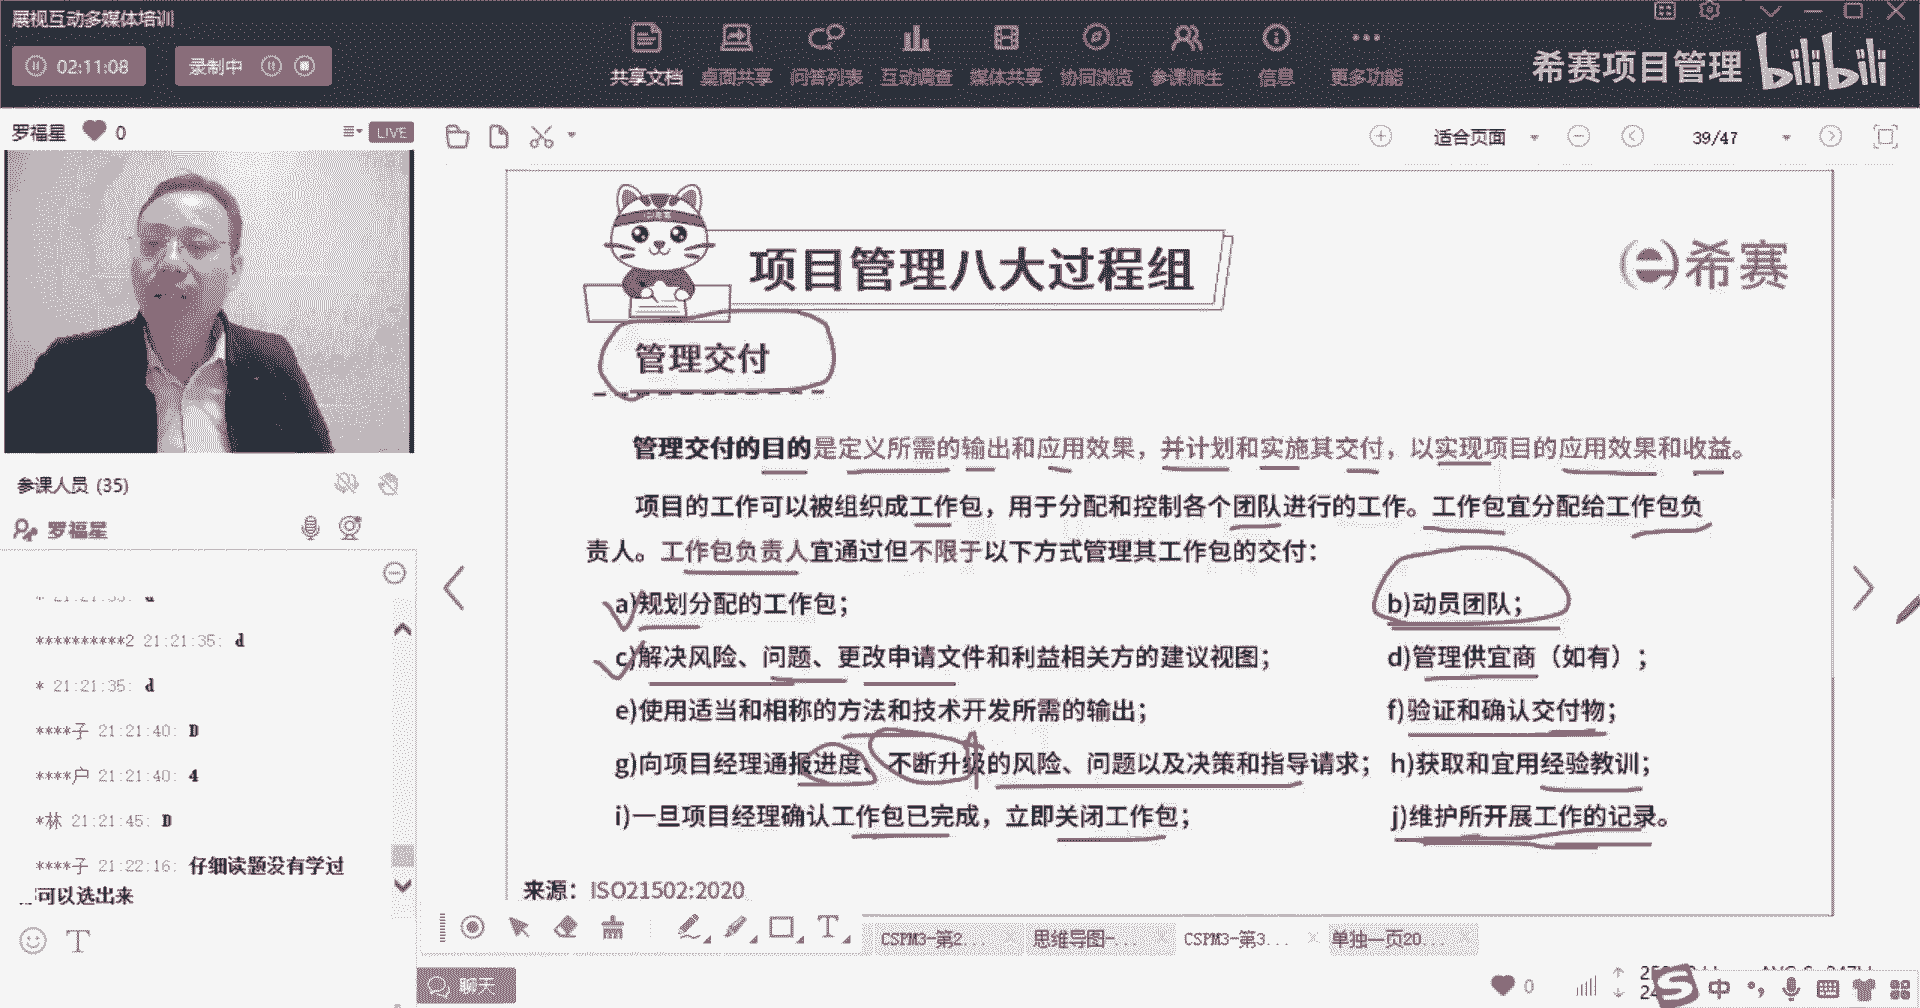 展视互动多媒体培训
02:11:08
录制中
共享文档 桌面共享 问答列表 互动调查 媒体共享 协同浏览 参课师生 信息 更多功能
希赛项目管理 bilibili
罗福星 0 LIVE
适合页面 39/47
参课人员 (35)
罗福星
**********2 21:21:35: d
* 21:21:35: d
****子 21:21:40: D
****户 21:21:40: 4
*林 21:21:45: D
****子 21:22:16: 仔细读题没有学过
可以选出来
项目管理八大过程组
希赛
管理交付
管理交付的目的是定义所需的输出和应用效果，并计划和实施其交付，以实现项目的应用效果和收益。
项目的工作可以被组织成工作包，用于分配和控制各个团队进行的工作。工作包宜分配给工作包负
责人。工作包负责人宜通过但不限于以下方式管理其工作包的交付：
a)规划分配的工作包； b)动员团队；
c)解决风险、问题、更改申请文件和利益相关方的建议视图； d)管理供宜商（如有）；
e)使用适当和相称的方法和技术开发所需的输出； f)验证和确认交付物；
g)向项目经理通报进度、不断升级的风险、问题以及决策和指导请求； h)获取和宜用经验教训；
i)一旦项目经理确认工作包已完成，立即关闭工作包； j)维护所开展工作的记录。
来源：ISO21502:2020
CSPM3-第2... 思维导图-... CSPM3-第3... 单独一页20...
聊天
0
中